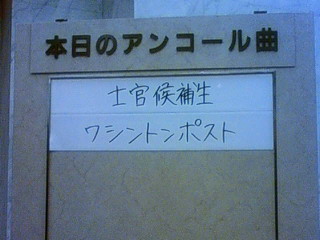 本日のアンコール曲
士官候補生
ワシントンポスト